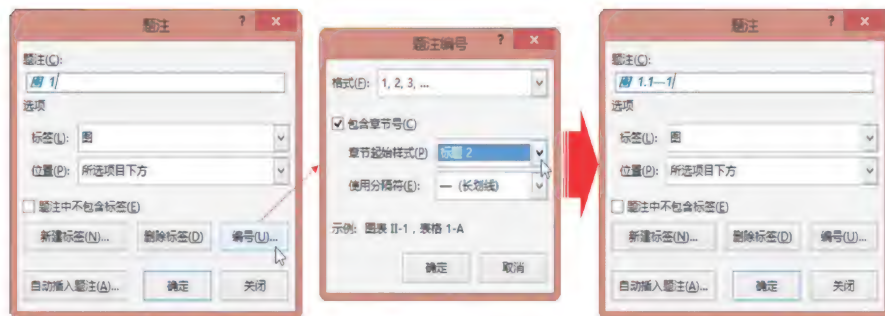 题注 ? ×
题注(C):
图 1
选项
标签(L): 图
位置(P): 所选项目下方
题注中不包含标签(E)
新建标签(N)... 删除标签(D) 编号(U)...
自动插入题注(A)... 确定 关闭
题注编号 ? ×
格式(F): 1, 2, 3, ...
包含章节号(C)
章节起始样式(P) 标题 2
使用分隔符(E): — (长划线)
示例: 图表 II-1，表格 1-A
确定 取消
题注 ? ×
题注(C):
图 1.1—1
选项
标签(L): 图
位置(P): 所选项目下方
题注中不包含标签(E)
新建标签(N)... 删除标签(D) 编号(U)...
自动插入题注(A)... 确定 关闭